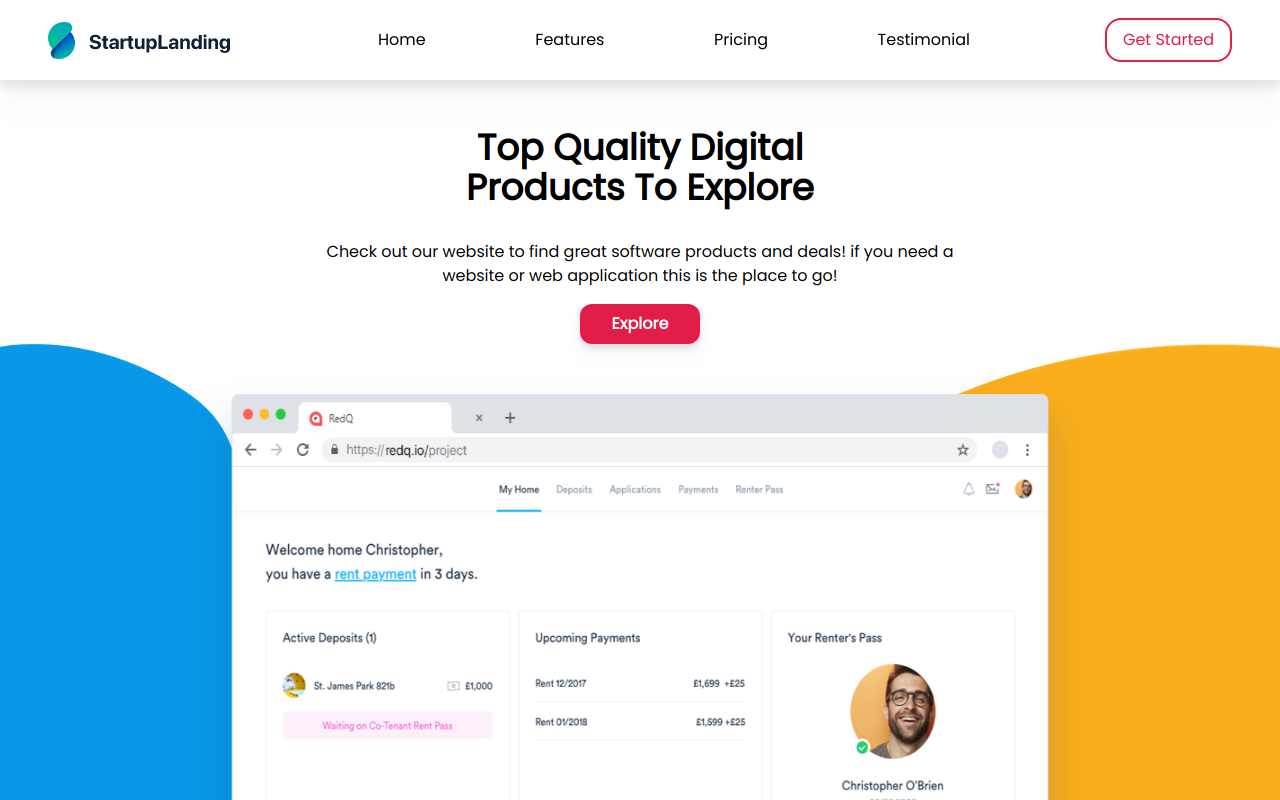 StartupLanding
Home
Features
Pricing
Testimonial
Get Started
Top Quality Digital
Products To Explore
Check out our website to find great software products and deals! if you need a
website or web application this is the place to go!
Explore
RedQ
https://redq.io/project
My Home
Deposits
Applications
Payments
Renter Pass
Welcome home Christopher,
you have a rent payment in 3 days.
Active Deposits (1)
St. James Park 821b
£1,000
Waiting on Co-Tenant Rent Pass
Upcoming Payments
Rent 12/2017
£1,699 +£25
Rent 01/2018
£1,599 +£25
Your Renter's Pass
Christopher O'Brien